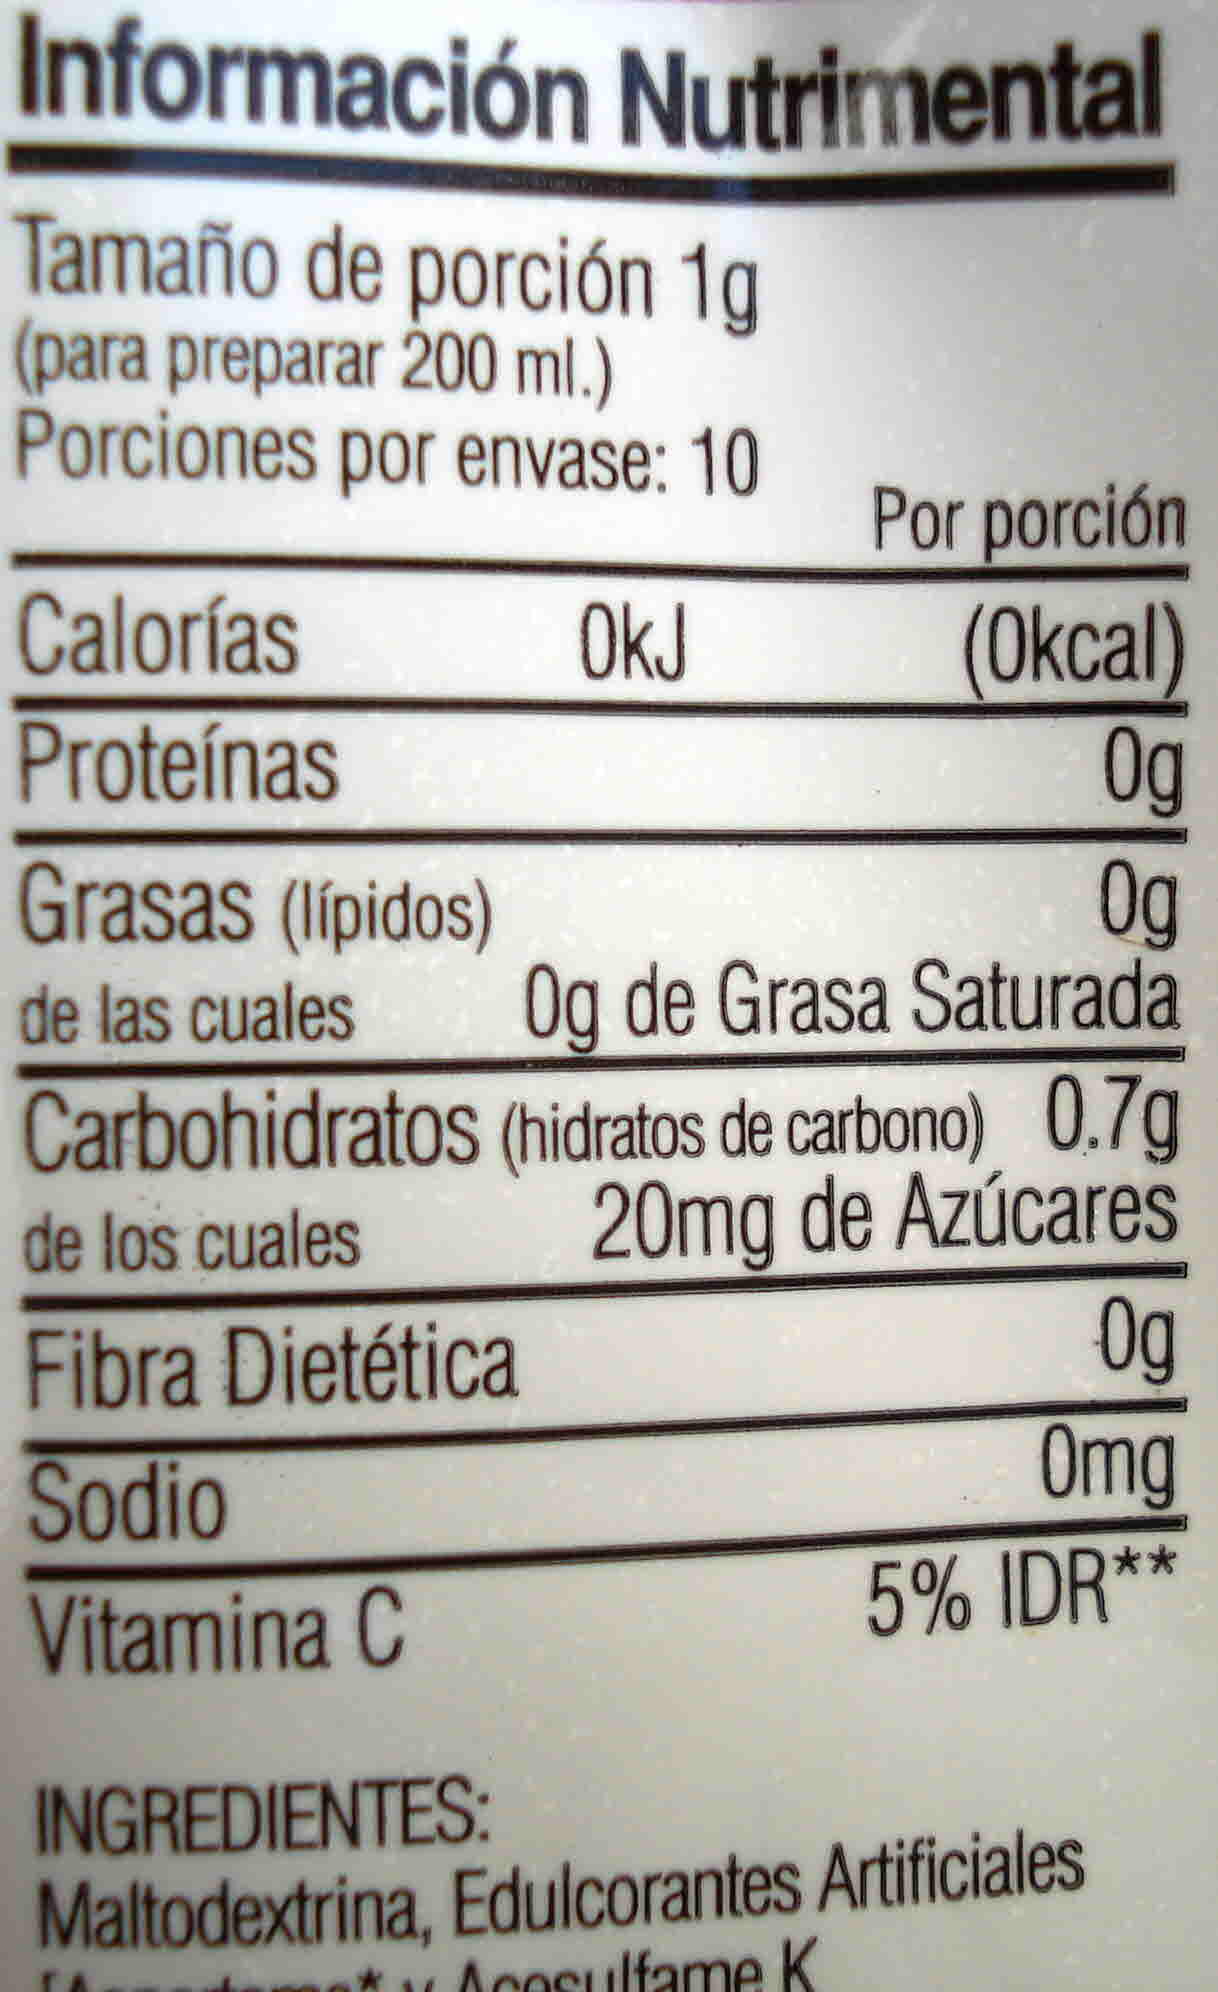 Información Nutrimental
Tamaño de porción 1g
(para preparar 200 ml.)
Porciones por envase: 10
Por porción
Calorías 0kJ (0kcal)
Proteínas 0g
Grasas (lípidos) 0g
de las cuales 0g de Grasa Saturada
Carbohidratos (hidratos de carbono) 0.7g
de los cuales 20mg de Azúcares
Fibra Dietética 0g
Sodio 0mg
Vitamina C 5% IDR**
INGREDIENTES:
Maltodextrina, Edulcorantes Artificiales
y Acesulfame K